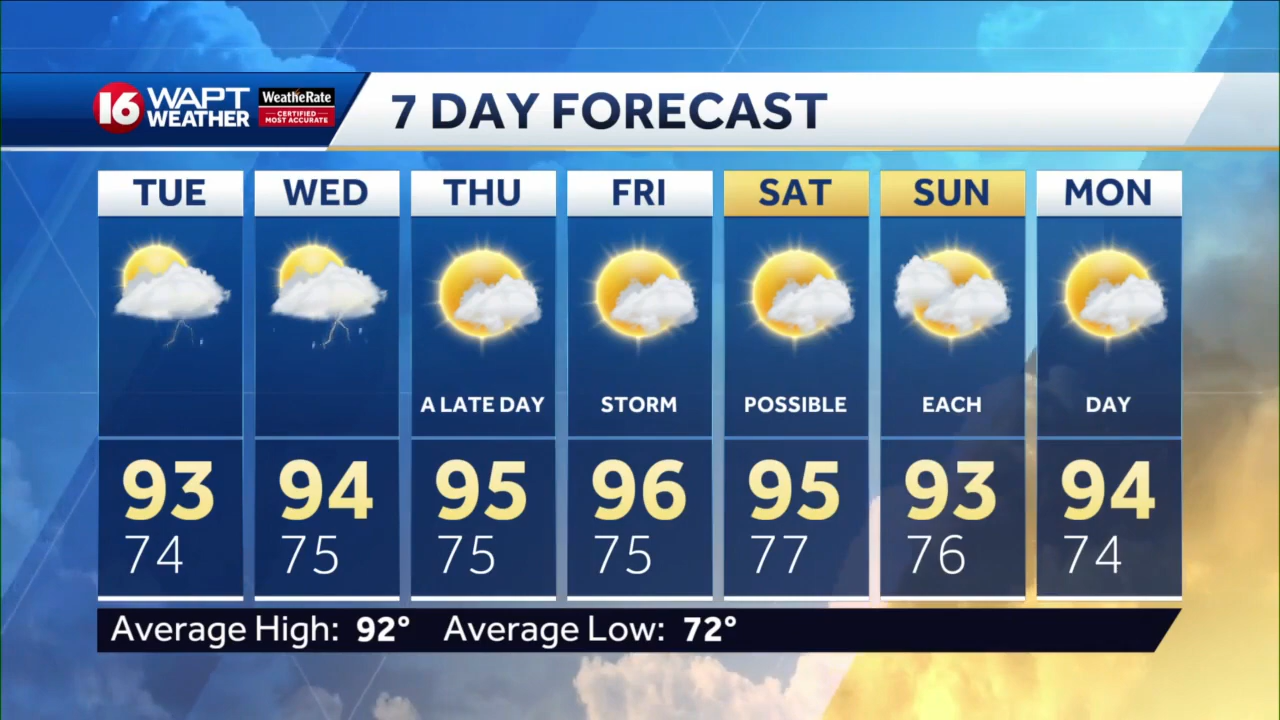 16 WAPT
WEATHER
WeatheRate
CERTIFIED
MOST ACCURATE
7 DAY FORECAST
TUE WED THU FRI SAT SUN MON
A LATE DAY STORM POSSIBLE EACH DAY
93 94 95 96 95 93 94
74 75 75 75 77 76 74
Average High: 92° Average Low: 72°